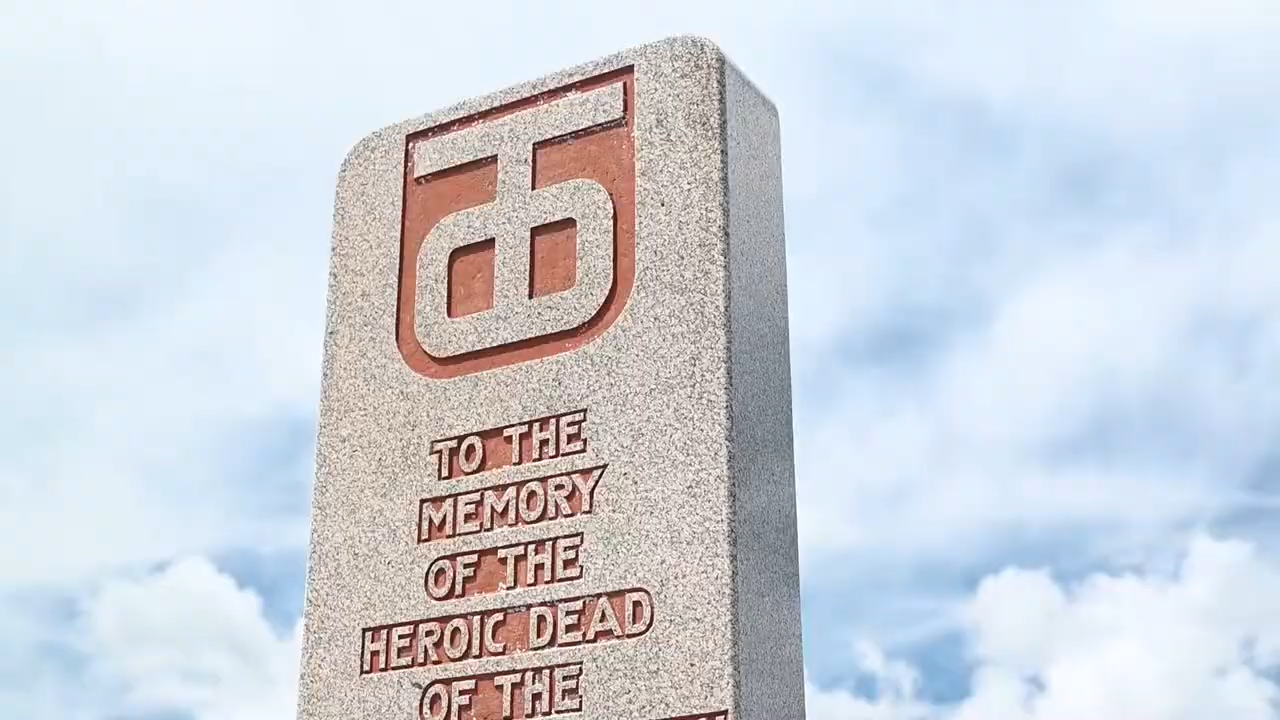 TO THE
MEMORY
OF THE
HEROIC DEAD
OF THE